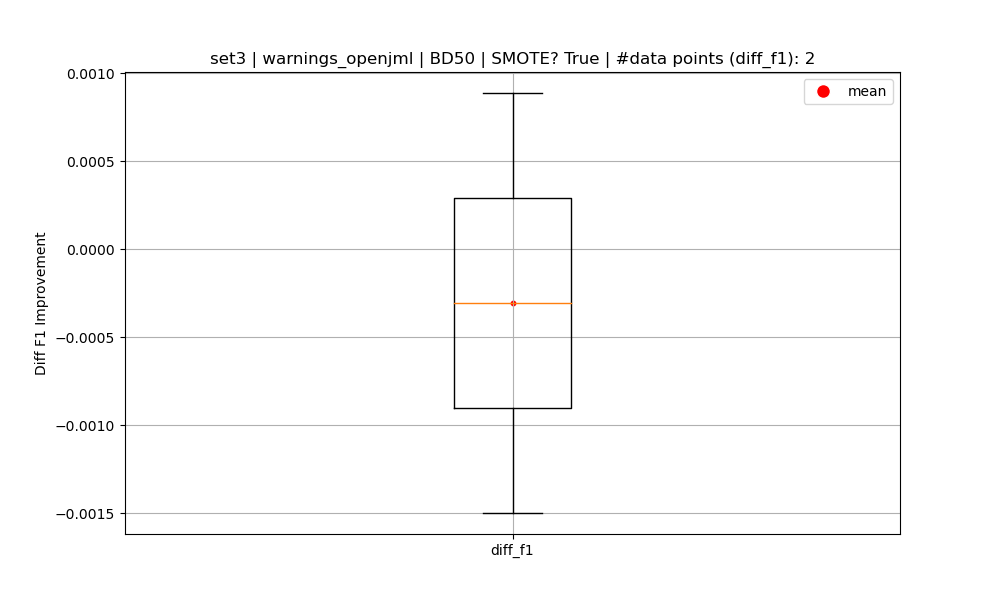 set3 | warnings_openjml | BD50 | SMOTE? True | #data points (diff_f1): 2
mean
0.0010
0.0005
0.0000
−0.0005
−0.0010
−0.0015
Diff F1 Improvement
diff_f1